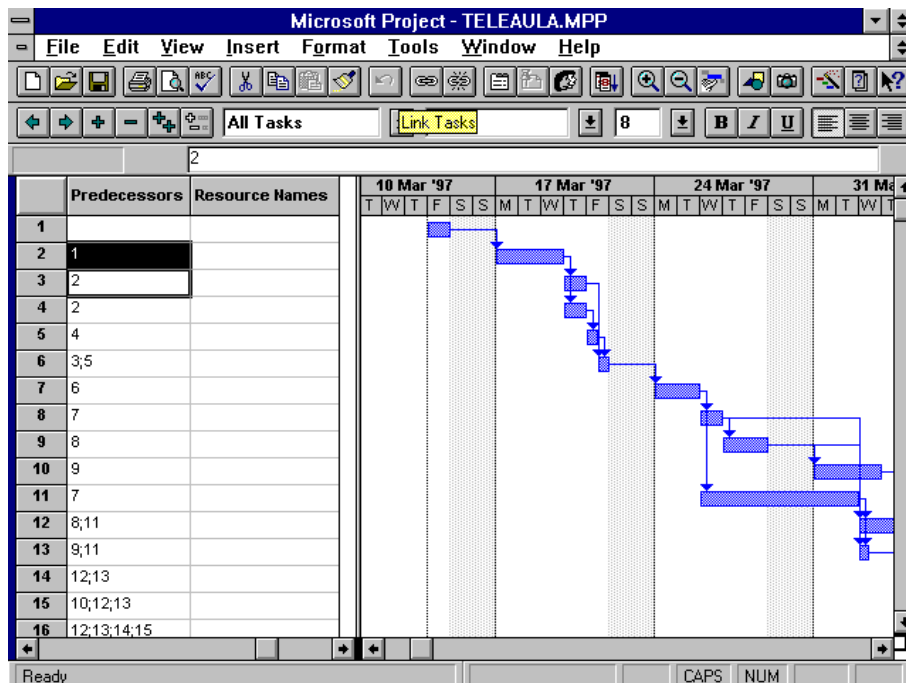 Microsoft Project - TELEAULA.MPP
File Edit View Insert Format Tools Window Help
ABC
All Tasks Link Tasks 8 B I U
2
Predecessors Resource Names 10 Mar '97 17 Mar '97 24 Mar '97 31 Ma
T W T F S S M T W T F S S M T W T F S S M T W T
1
2 1
3 2
4 2
5 4
6 3;5
7 6
8 7
9 8
10 9
11 7
12 8;11
13 9;11
14 12;13
15 10;12;13
16 12;13;14;15
Ready CAPS NUM